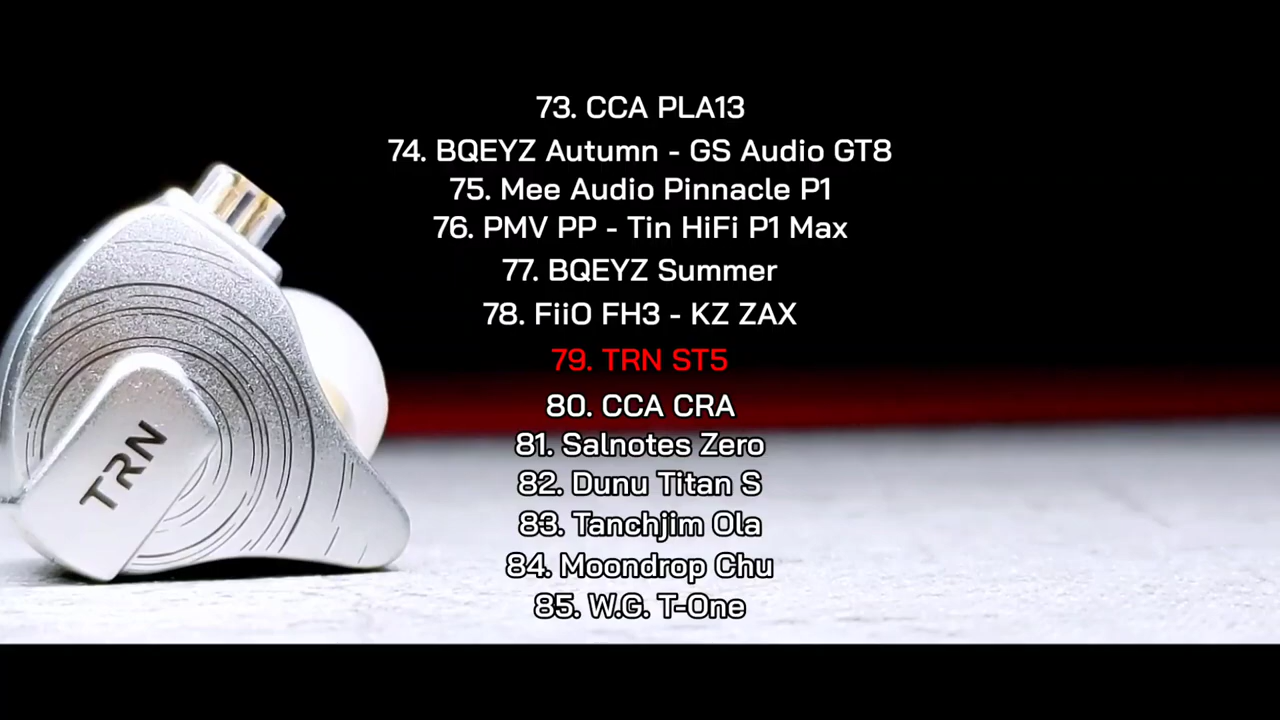 73. CCA PLA13
74. BQEYZ Autumn - GS Audio GT8
75. Mee Audio Pinnacle P1
76. PMV PP - Tin HiFi P1 Max
77. BQEYZ Summer
78. FiiO FH3 - KZ ZAX
79. TRN ST5
80. CCA CRA
81. Salnotes Zero
82. Dunu Titan S
83. Tanchjim Ola
84. Moondrop Chu
85. W.G. T-One
TRN